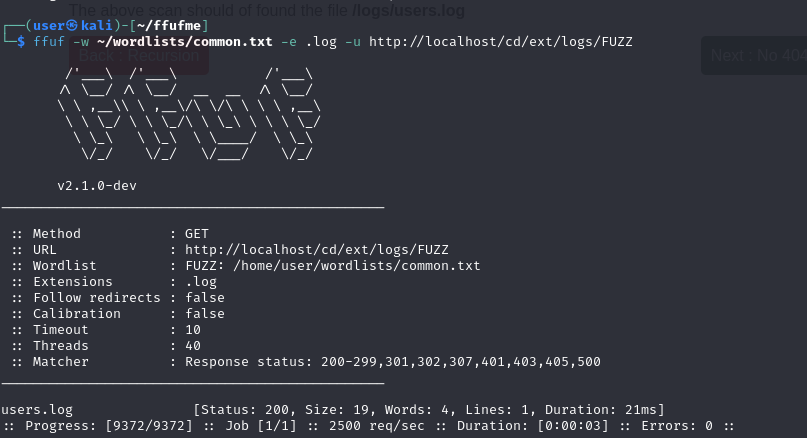 The above scan should of found the file /logs/users.log
┌──(user㉿kali)-[~/ffufme]
└─$ ffuf -w ~/wordlists/common.txt -e .log -u http://localhost/cd/ext/logs/FUZZ
Back : Recursion
Next : No 404
v2.1.0-dev
:: Method : GET
:: URL : http://localhost/cd/ext/logs/FUZZ
:: Wordlist : FUZZ: /home/user/wordlists/common.txt
:: Extensions : .log
:: Follow redirects : false
:: Calibration : false
:: Timeout : 10
:: Threads : 40
:: Matcher : Response status: 200-299,301,302,307,401,403,405,500
users.log [Status: 200, Size: 19, Words: 4, Lines: 1, Duration: 21ms]
:: Progress: [9372/9372] :: Job [1/1] :: 2500 req/sec :: Duration: [0:00:03] :: Errors: 0 ::